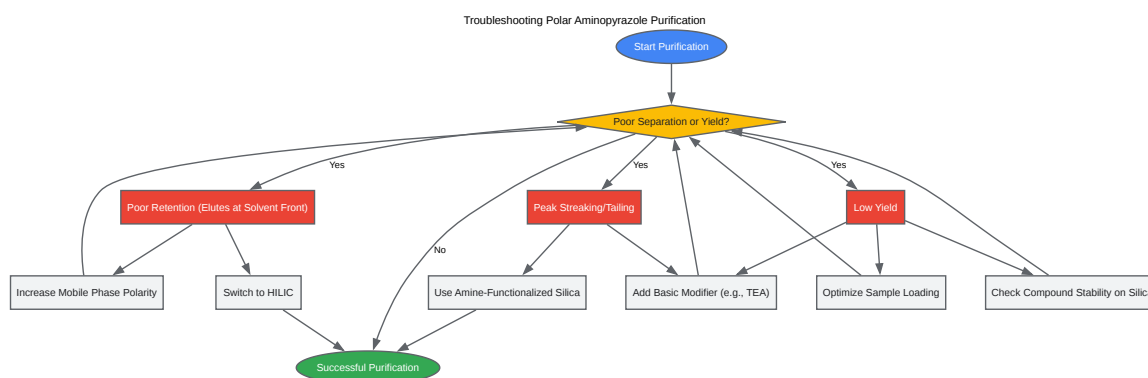 Troubleshooting Polar Aminopyrazole Purification
Start Purification
Poor Separation or Yield?
Yes
Yes
Yes
Poor Retention (Elutes at Solvent Front)
Peak Streaking/Tailing
Low Yield
No
Increase Mobile Phase Polarity
Switch to HILIC
Use Amine-Functionalized Silica
Add Basic Modifier (e.g., TEA)
Optimize Sample Loading
Check Compound Stability on Silica
Successful Purification